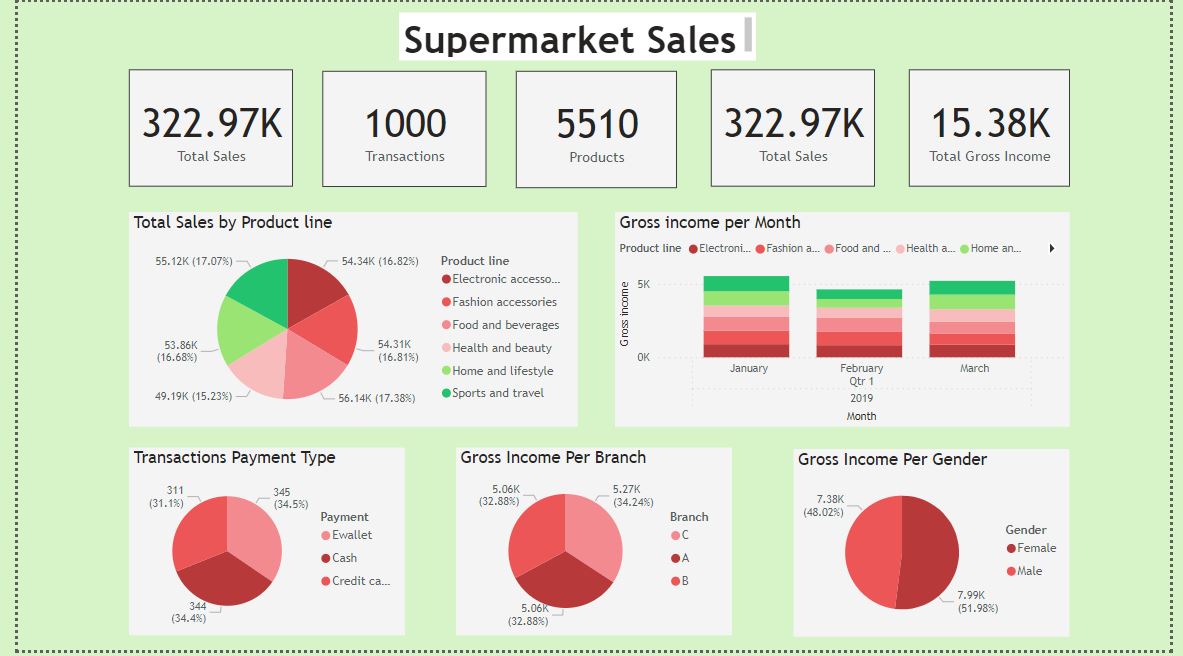 Supermarket Sales
322.97K
Total Sales
1000
Transactions
5510
Products
322.97K
Total Sales
15.38K
Total Gross Income
Total Sales by Product line
55.12K (17.07%)
54.34K (16.82%)
53.86K
(16.68%)
54.31K
(16.81%)
49.19K (15.23%)
56.14K (17.38%)
Product line
Electronic accesso...
Fashion accessories
Food and beverages
Health and beauty
Home and lifestyle
Sports and travel
Gross income per Month
Product line Electroni... Fashion a... Food and ... Health a... Home an...
Gross income
5K
0K
January February March
Qtr 1
2019
Month
Transactions Payment Type
311
(31.1%)
345
(34.5%)
344
(34.4%)
Payment
Ewallet
Cash
Credit ca...
Gross Income Per Branch
5.06K
(32.88%)
5.27K
(34.24%)
5.06K
(32.88%)
Branch
C
A
B
Gross Income Per Gender
7.38K
(48.02%)
7.99K
(51.98%)
Gender
Female
Male